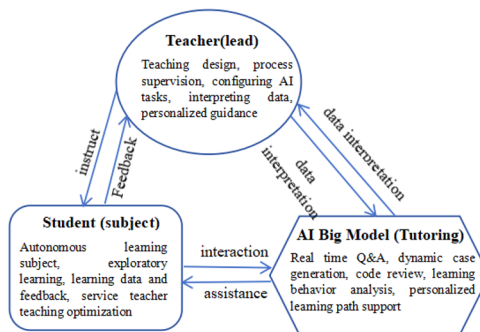 Teacher(lead)
Teaching design, process
supervision, configuring AI
tasks, interpreting data,
personalized guidance
instruct
Feedback
data
interpretation
data interpretation
Student (subject)
Autonomous learning
subject, exploratory
learning, learning data and
feedback, service teacher
teaching optimization
interaction
assistance
AI Big Model (Tutoring)
Real time Q&A, dynamic case
generation, code review, learning
behavior analysis, personalized
learning path support